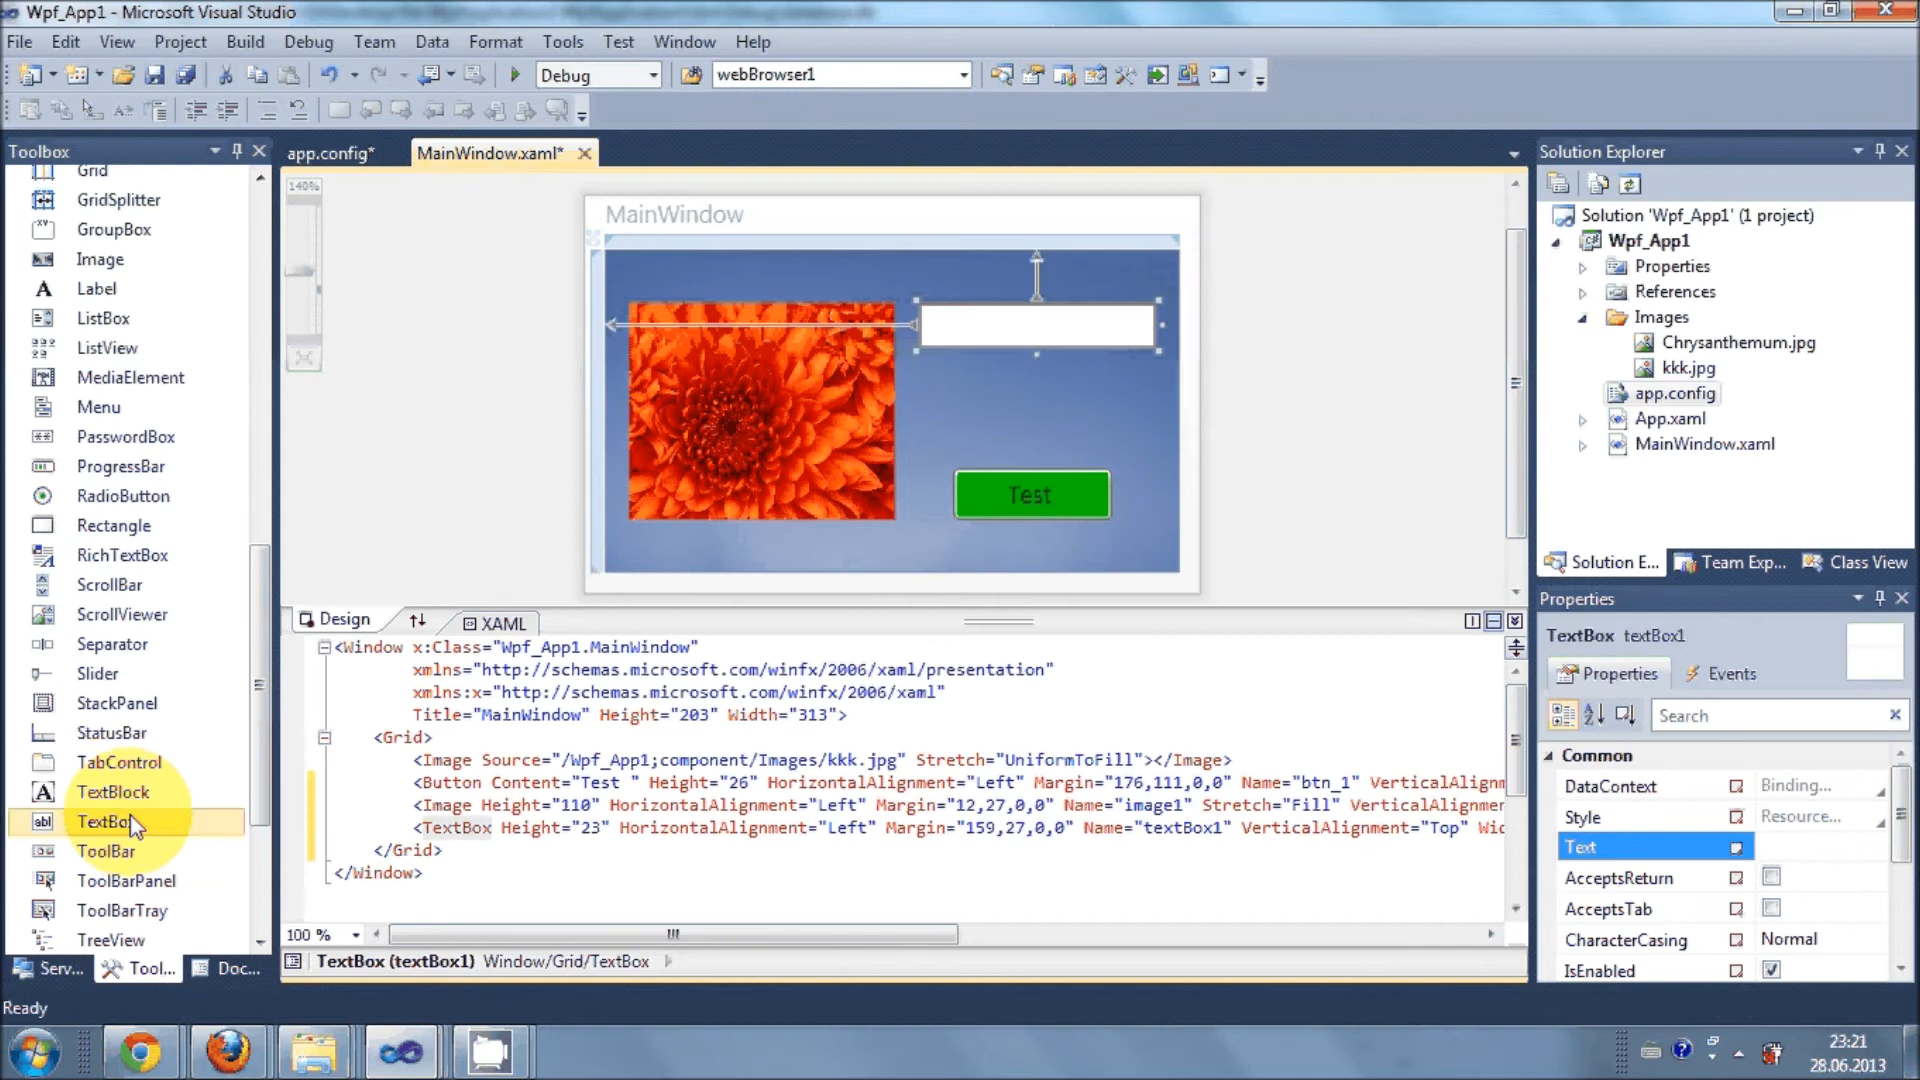 Wpf_App1 - Microsoft Visual Studio
File Edit View Project Build Debug Team Data Format Tools Test Window Help
Debug webBrowser1
Toolbox
Grid
GridSplitter
GroupBox
Image
Label
ListBox
ListView
MediaElement
Menu
PasswordBox
ProgressBar
RadioButton
Rectangle
RichTextBox
ScrollBar
ScrollViewer
Separator
Slider
StackPanel
StatusBar
TabControl
TextBlock
ToolBar
ToolBarPanel
ToolBarTray
TreeView
Serv... Tool... Doc...
app.config* MainWindow.xaml*
140%
MainWindow
Test
Design XAML
<Window x:Class="Wpf_App1.MainWindow"
xmlns="http://schemas.microsoft.com/winfx/2006/xaml/presentation"
xmlns:x="http://schemas.microsoft.com/winfx/2006/xaml"
Title="MainWindow" Height="203" Width="313">
<Grid>
<Image Source="/Wpf_App1;component/Images/kkk.jpg" Stretch="UniformToFill"></Image>
<Button Content="Test " Height="26" HorizontalAlignment="Left" Margin="176,111,0,0" Name="btn_1" VerticalAlignm
<Image Height="110" HorizontalAlignment="Left" Margin="12,27,0,0" Name="image1" Stretch="Fill" VerticalAlignmen
<TextBox Height="23" HorizontalAlignment="Left" Margin="159,27,0,0" Name="textBox1" VerticalAlignment="Top" Wid
</Grid>
</Window>
100 %
TextBox (textBox1) Window/Grid/TextBox
Solution Explorer
Solution 'Wpf_App1' (1 project)
Wpf_App1
Properties
References
Images
Chrysanthemum.jpg
kkk.jpg
app.config
App.xaml
MainWindow.xaml
Solution E... Team Exp... Class View
Properties
TextBox textBox1
Properties Events
Search
Common
DataContext Binding...
Style Resource...
Text
AcceptsReturn
AcceptsTab
CharacterCasing Normal
IsEnabled
Ready
23:21
28.06.2013